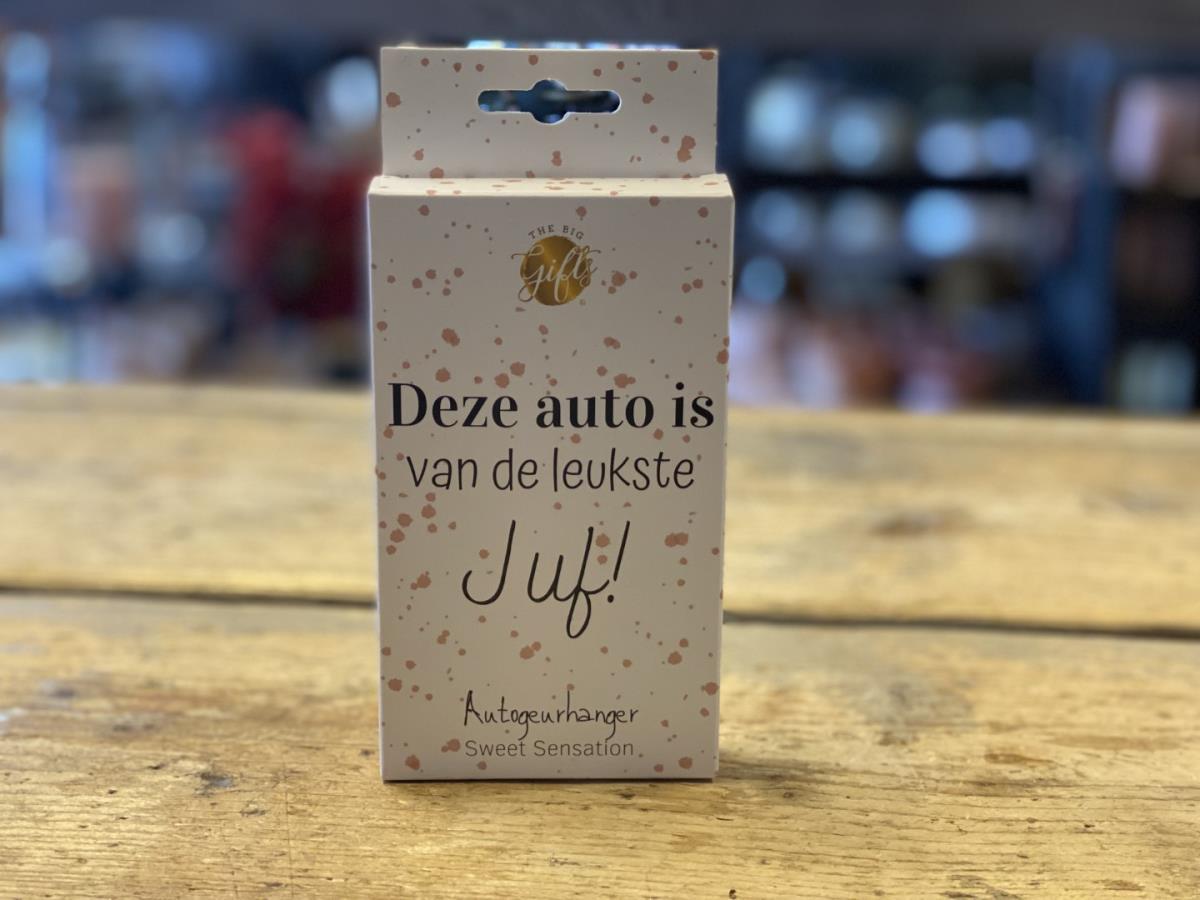 THE BIG
Gifts
Deze auto is
van de leukste
Juf!
Autogeurhanger
Sweet Sensation